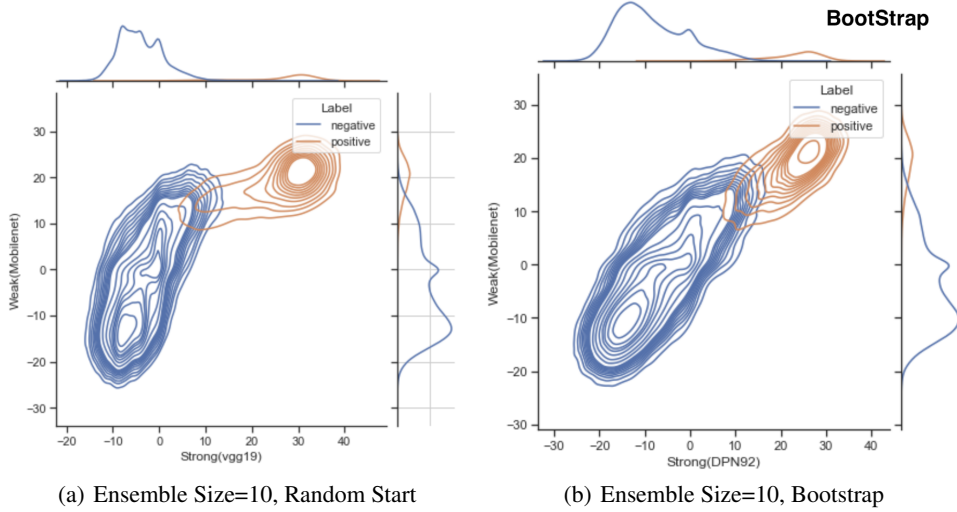 BootStrap
Label
negative
positive
30
20
10
0
−10
−20
−30
Weak(Mobilenet)
−20 −10 0 10 20 30 40
Strong(vgg19)
Label
negative
positive
40
30
20
10
0
−10
−20
−30
Weak(Mobilenet)
−30 −20 −10 0 10 20 30 40
Strong(DPN92)
(a) Ensemble Size=10, Random Start
(b) Ensemble Size=10, Bootstrap